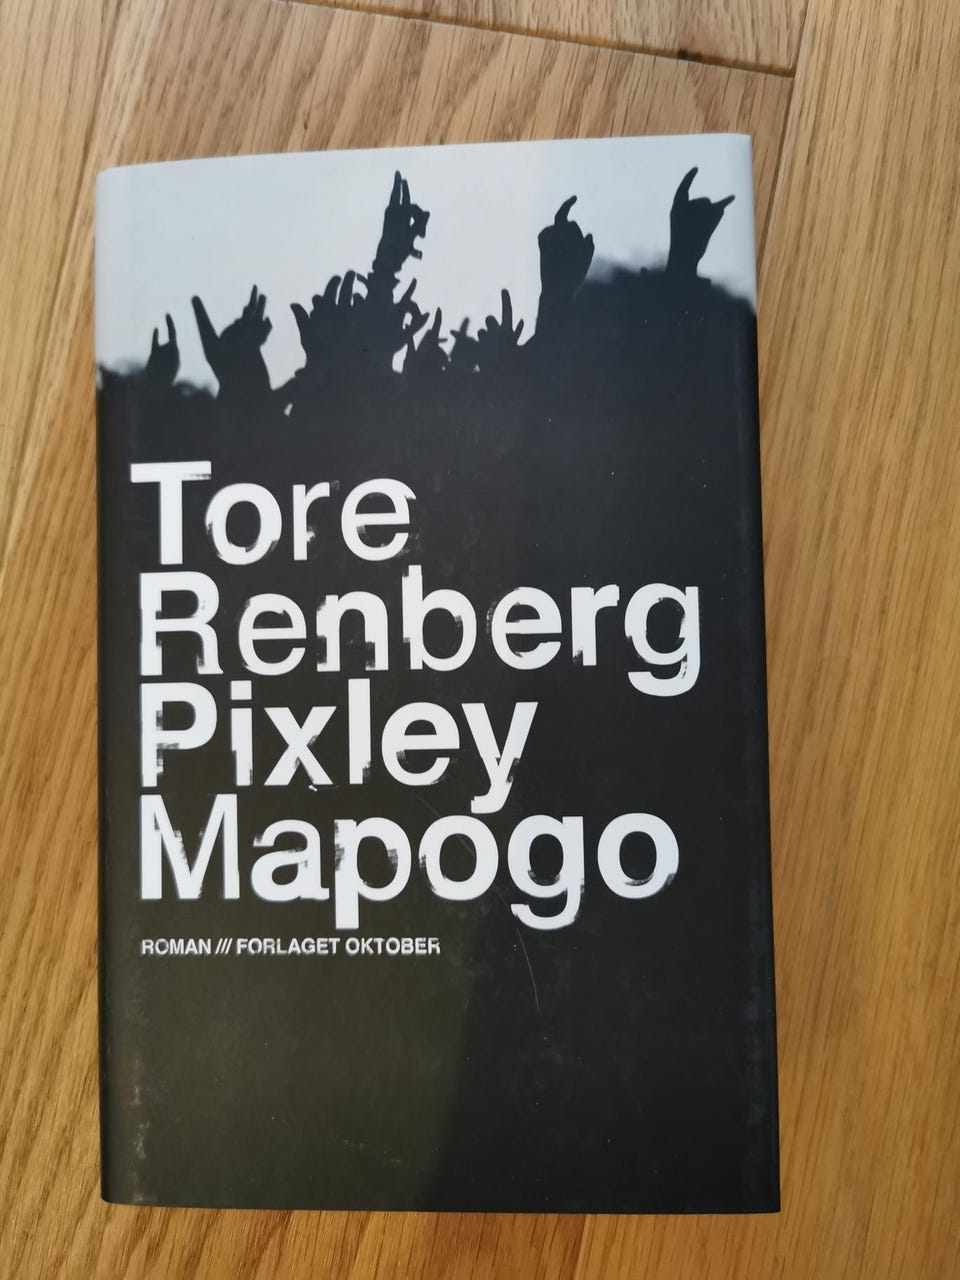 Tore
Renberg
Pixley
Mapogo
ROMAN /// FORLAGET OKTOBER